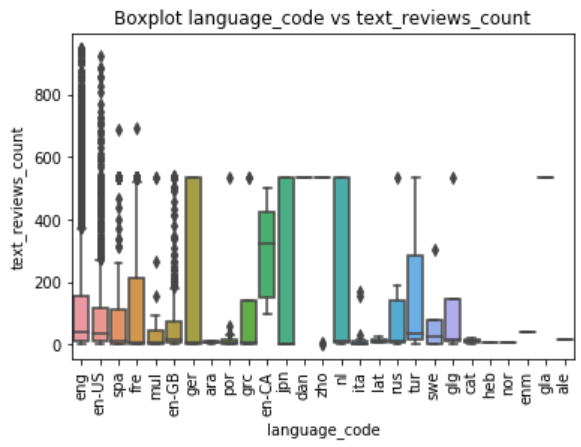 Boxplot language_code vs text_reviews_count
text_reviews_count
800
600
400
200
0
eng
en-US
spa
fre
mul
en-GB
ger
ara
por
grc
en-CA
jpn
dan
zho
nl
ita
lat
rus
tur
swe
glg
cat
heb
nor
enm
gla
ale
language_code